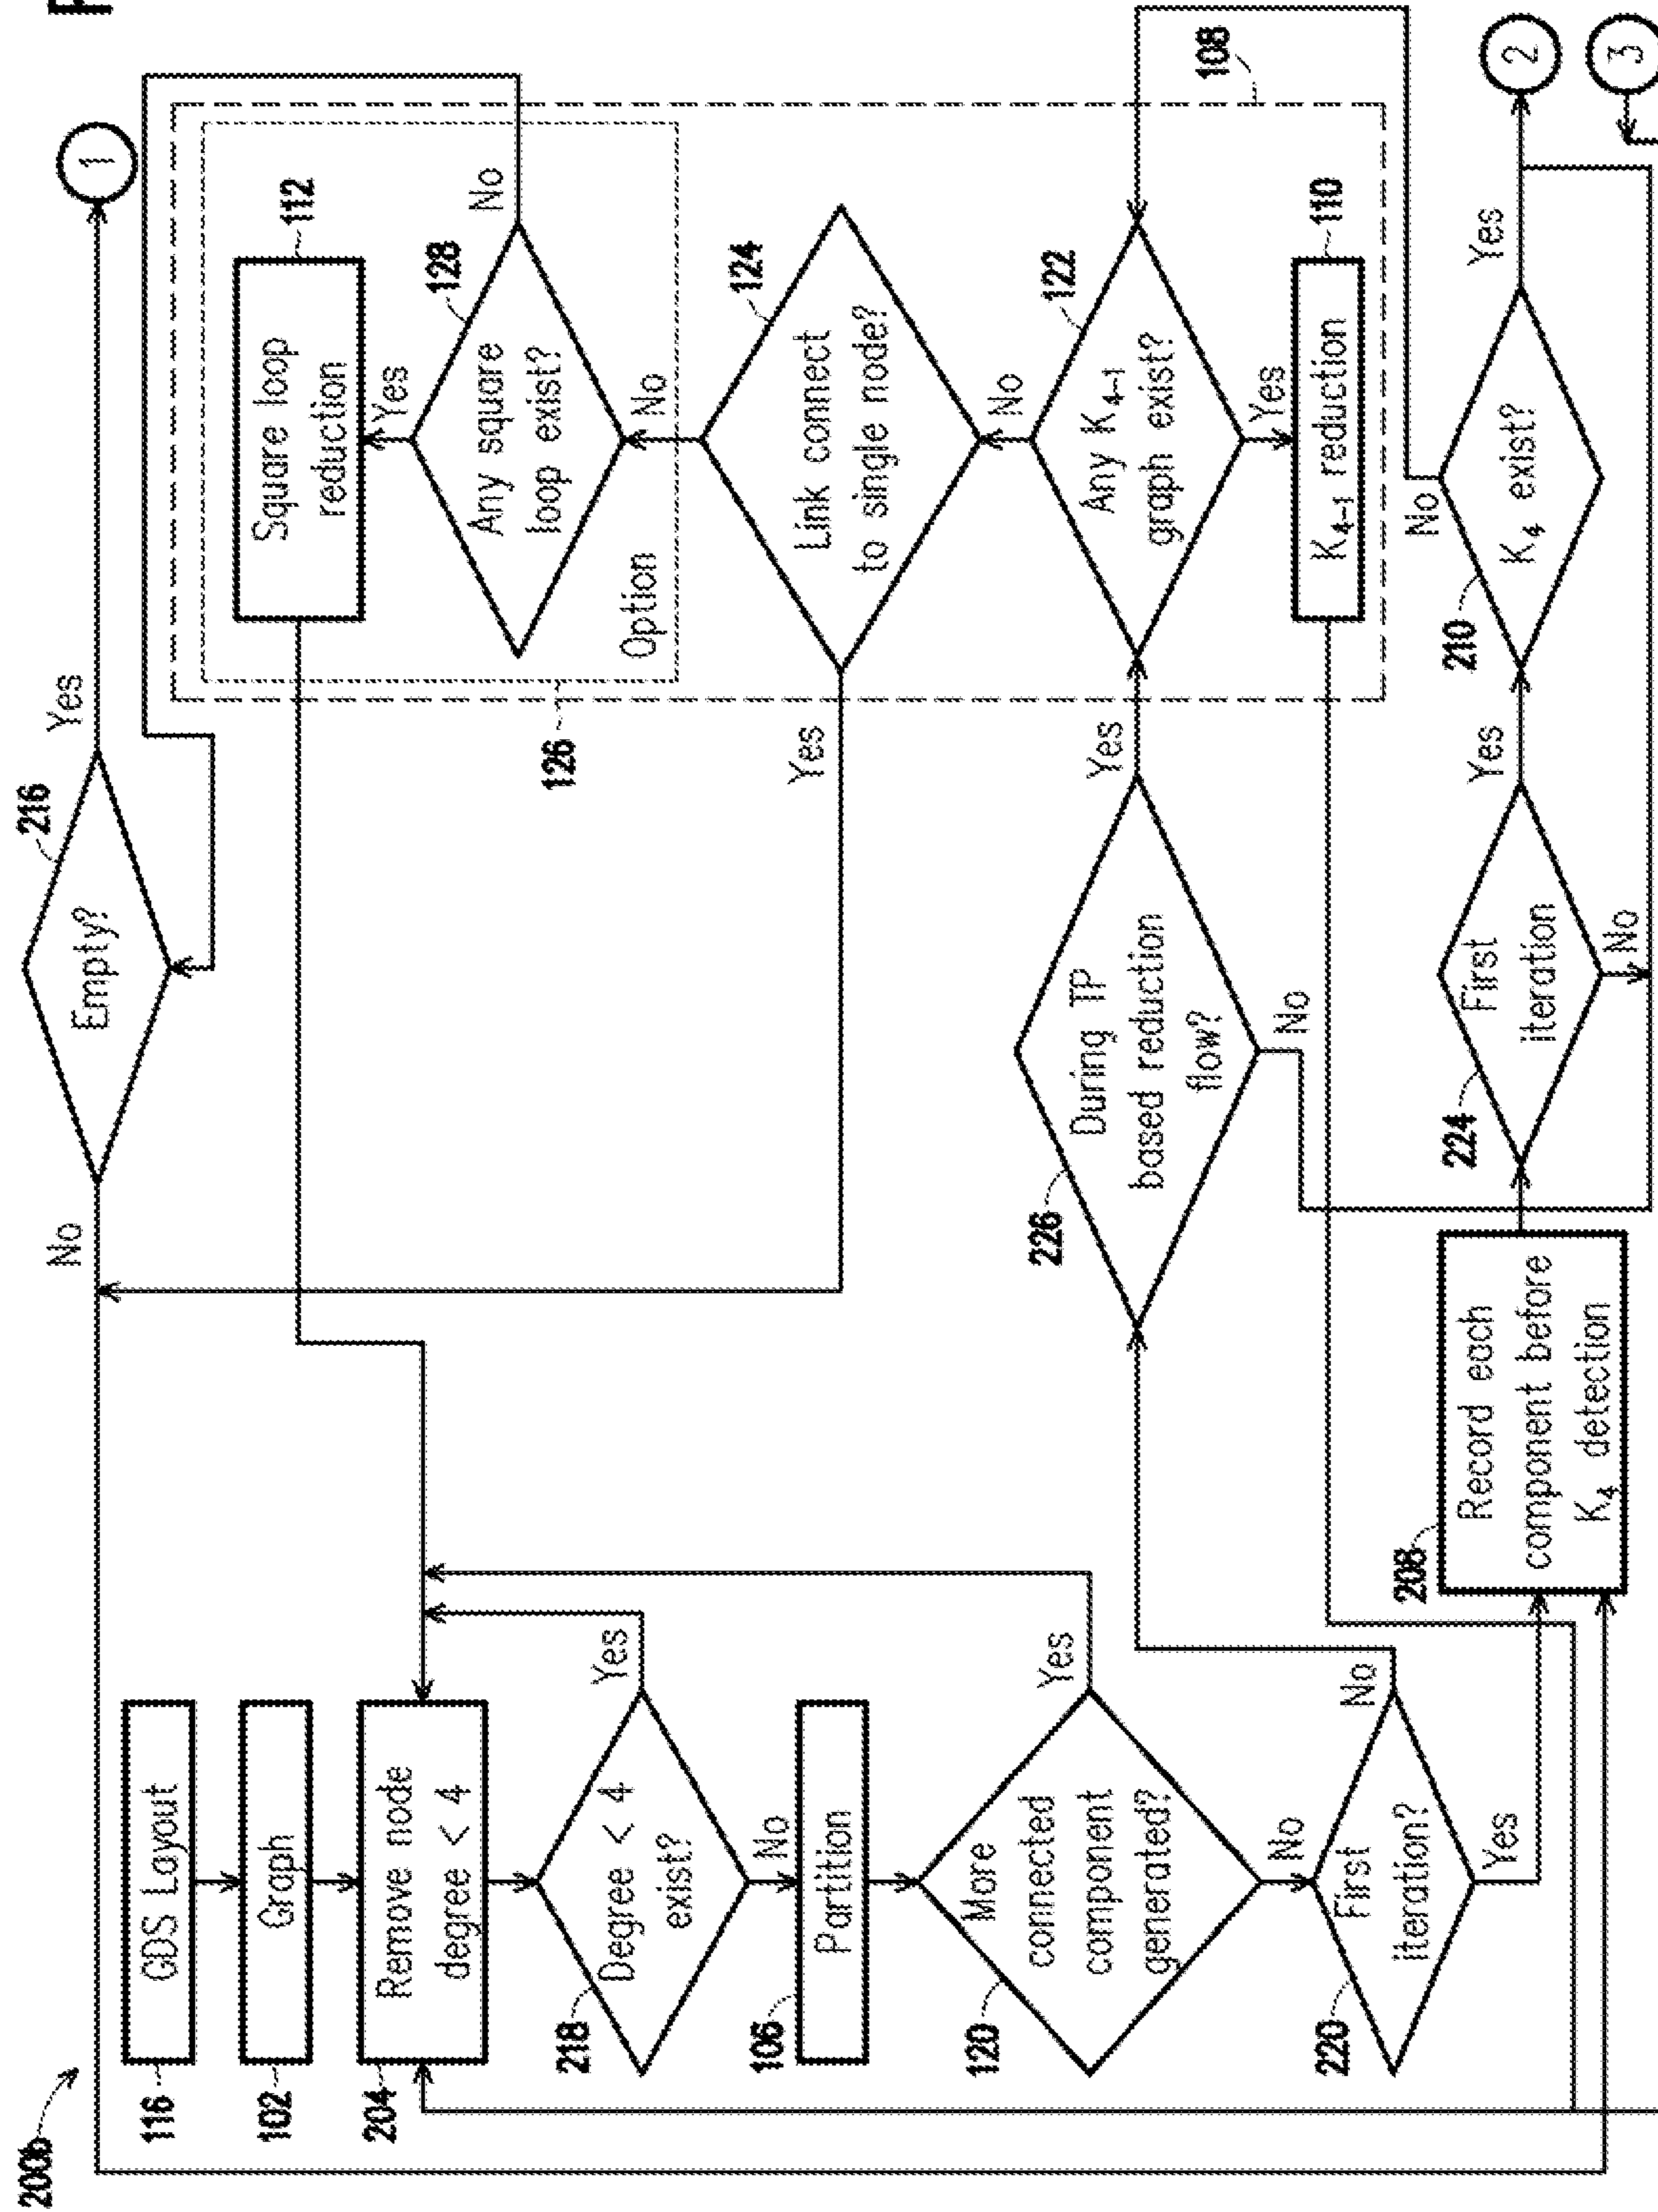 200b
116
GDS Layout
102
Graph
204
Remove node
degree < 4
218
Degree < 4
exist?
Yes
No
106
Partition
120
More
connected
component
generated?
Yes
No
220
First
iteration?
No
Yes
216
Empty?
No
Yes
1
126
Option
112
Square loop
reduction
Yes
128
Any square
loop exist?
No
No
124
Link connect
to single node?
Yes
No
122
Any K4-1
graph exist?
Yes
108
110
K4-1 reduction
226
During TP
based reduction
flow?
Yes
No
208
Record each
component before
K4 detection
224
First
iteration
Yes
No
210
K4 exist?
No
Yes
2
3